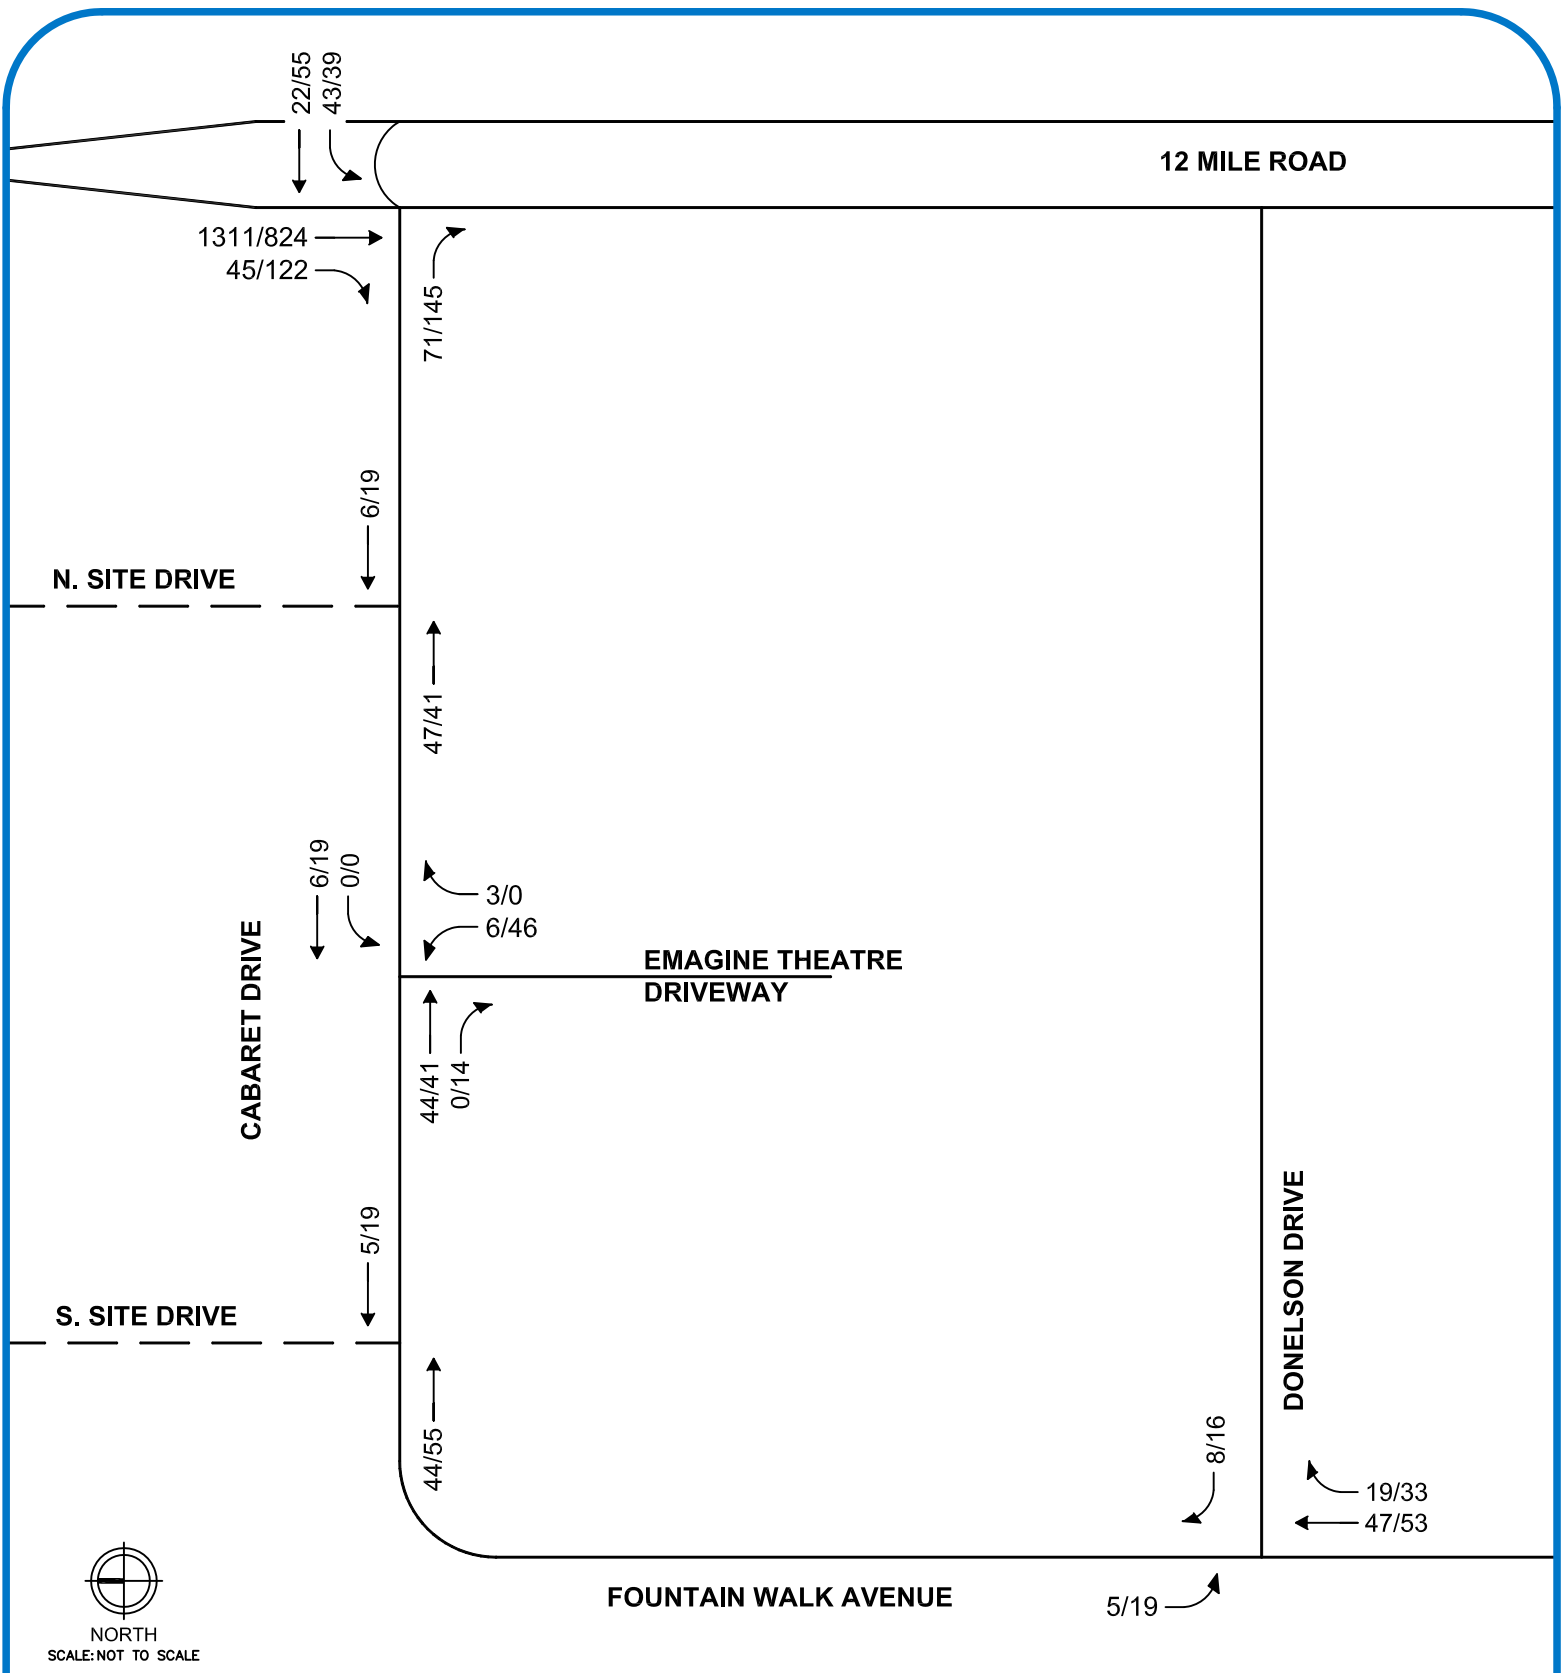 22/55
43/39
12 MILE ROAD
1311/824
45/122
71/145
6/19
N. SITE DRIVE
47/41
6/19
0/0
3/0
6/46
CABARET DRIVE
EMAGINE THEATRE
DRIVEWAY
44/41
0/14
5/19
S. SITE DRIVE
DONELSON DRIVE
44/55
8/16
19/33
47/53
FOUNTAIN WALK AVENUE
5/19
NORTH
SCALE: NOT TO SCALE